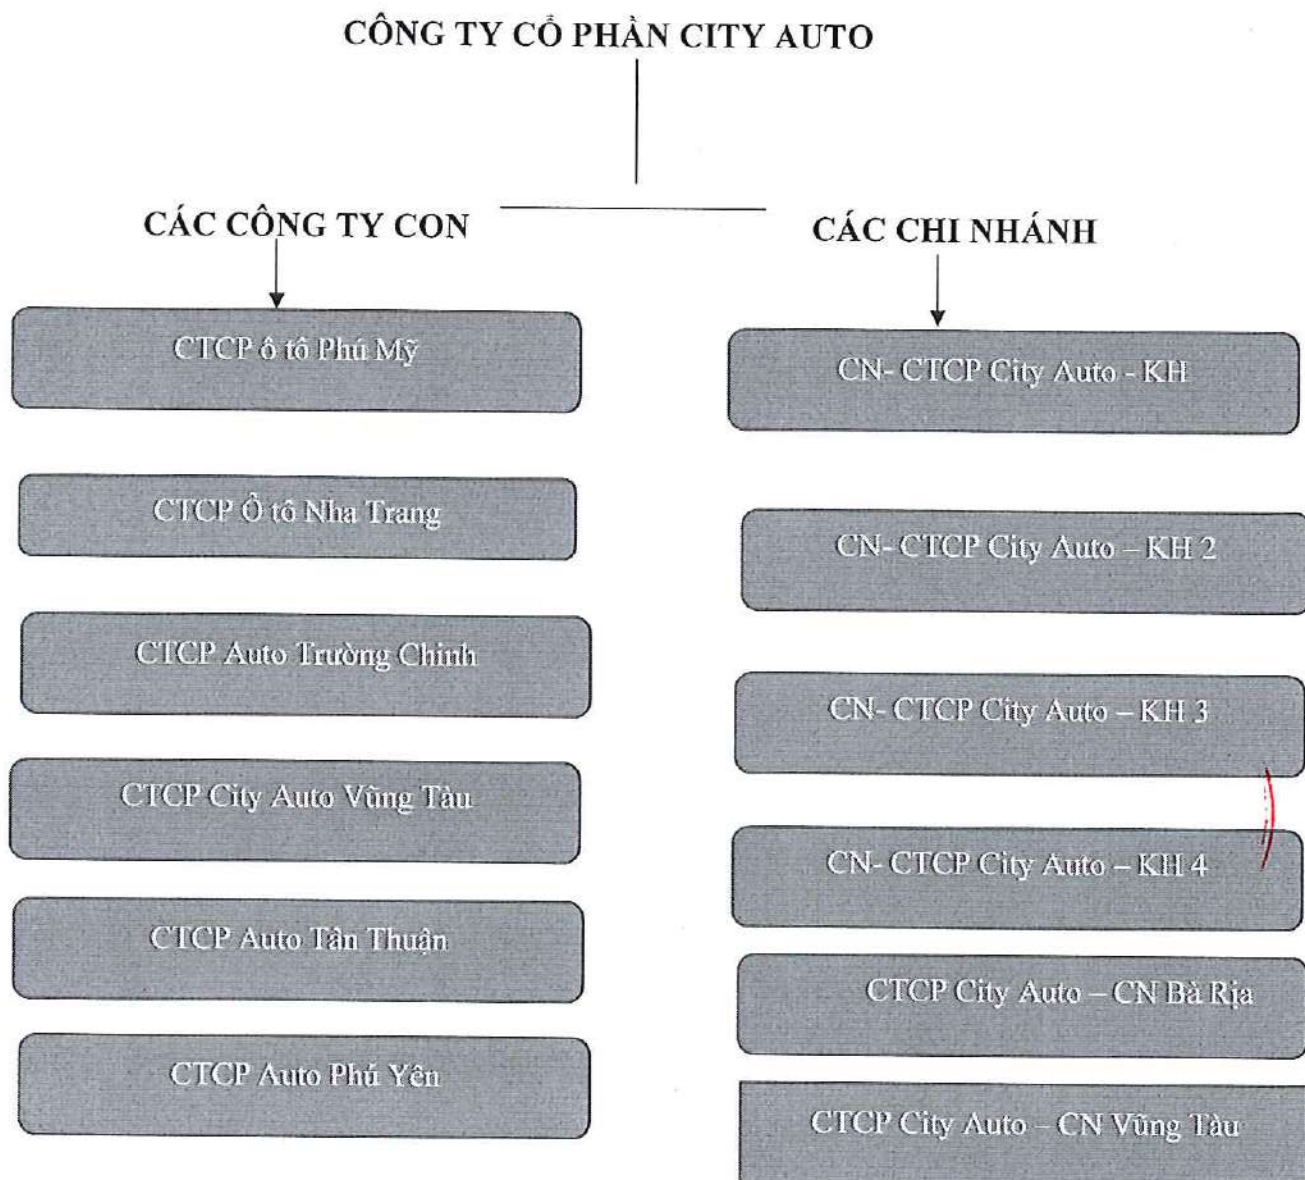 CÔNG TY CỔ PHẦN CITY AUTO
CÁC CÔNG TY CON
CTCP ô tô Phú Mỹ
CTCP Ô tô Nha Trang
CTCP Auto Trường Chinh
CTCP City Auto Vũng Tàu
CTCP Auto Tân Thuận
CTCP Auto Phú Yên
CÁC CHI NHÁNH
CN- CTCP City Auto - KH
CN- CTCP City Auto – KH 2
CN- CTCP City Auto – KH 3
CN- CTCP City Auto – KH 4
CTCP City Auto – CN Bà Rịa
CTCP City Auto – CN Vũng Tàu